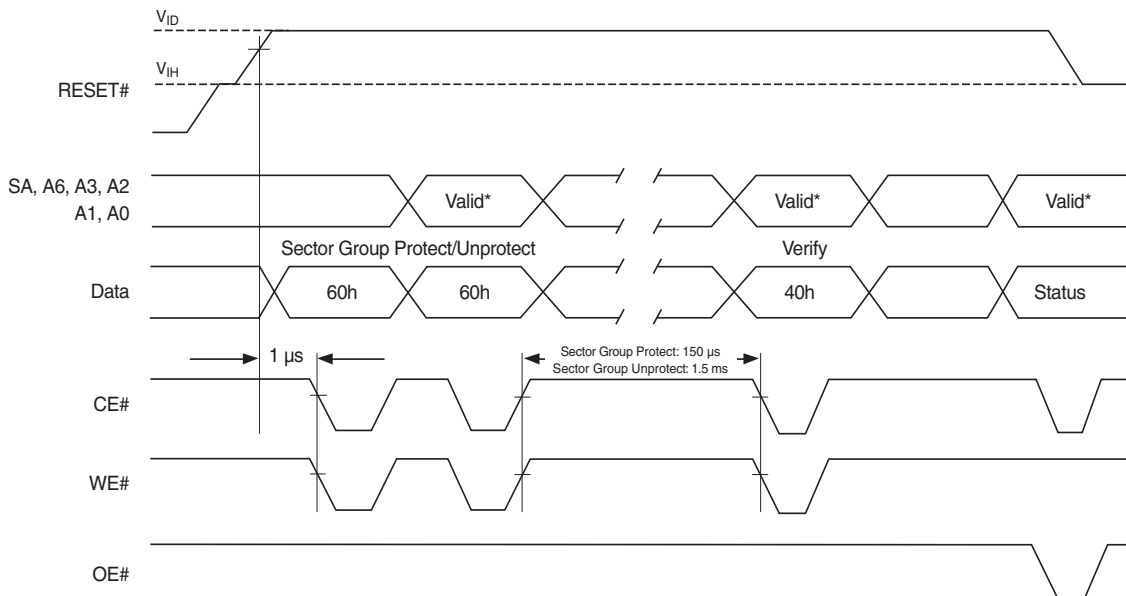 VID
VIH
RESET#
SA, A6, A3, A2
A1, A0
Valid*
Valid*
Valid*
Sector Group Protect/Unprotect
Verify
Data
60h
60h
40h
Status
1 µs
Sector Group Protect: 150 µs
Sector Group Unprotect: 1.5 ms
CE#
WE#
OE#